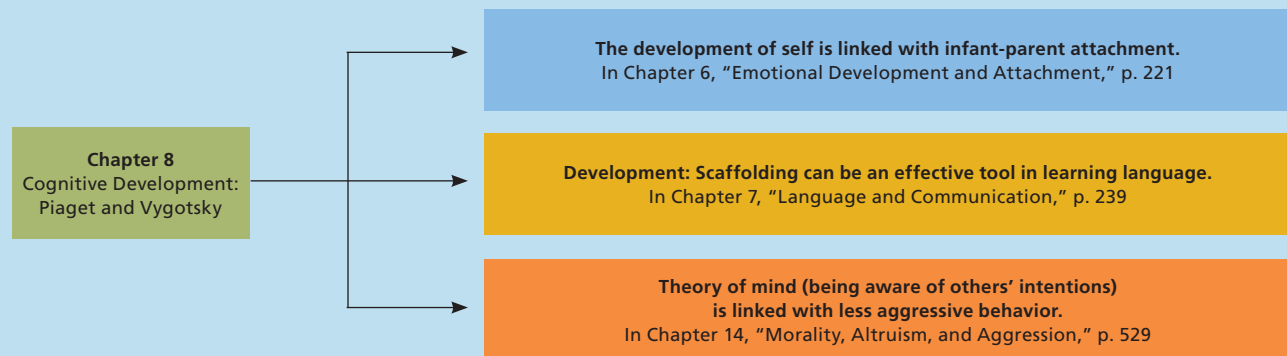 Chapter 8
Cognitive Development:
Piaget and Vygotsky
The development of self is linked with infant-parent attachment.
In Chapter 6, “Emotional Development and Attachment,” p. 221
Development: Scaffolding can be an effective tool in learning language.
In Chapter 7, “Language and Communication,” p. 239
Theory of mind (being aware of others’ intentions)
is linked with less aggressive behavior.
In Chapter 14, “Morality, Altruism, and Aggression,” p. 529